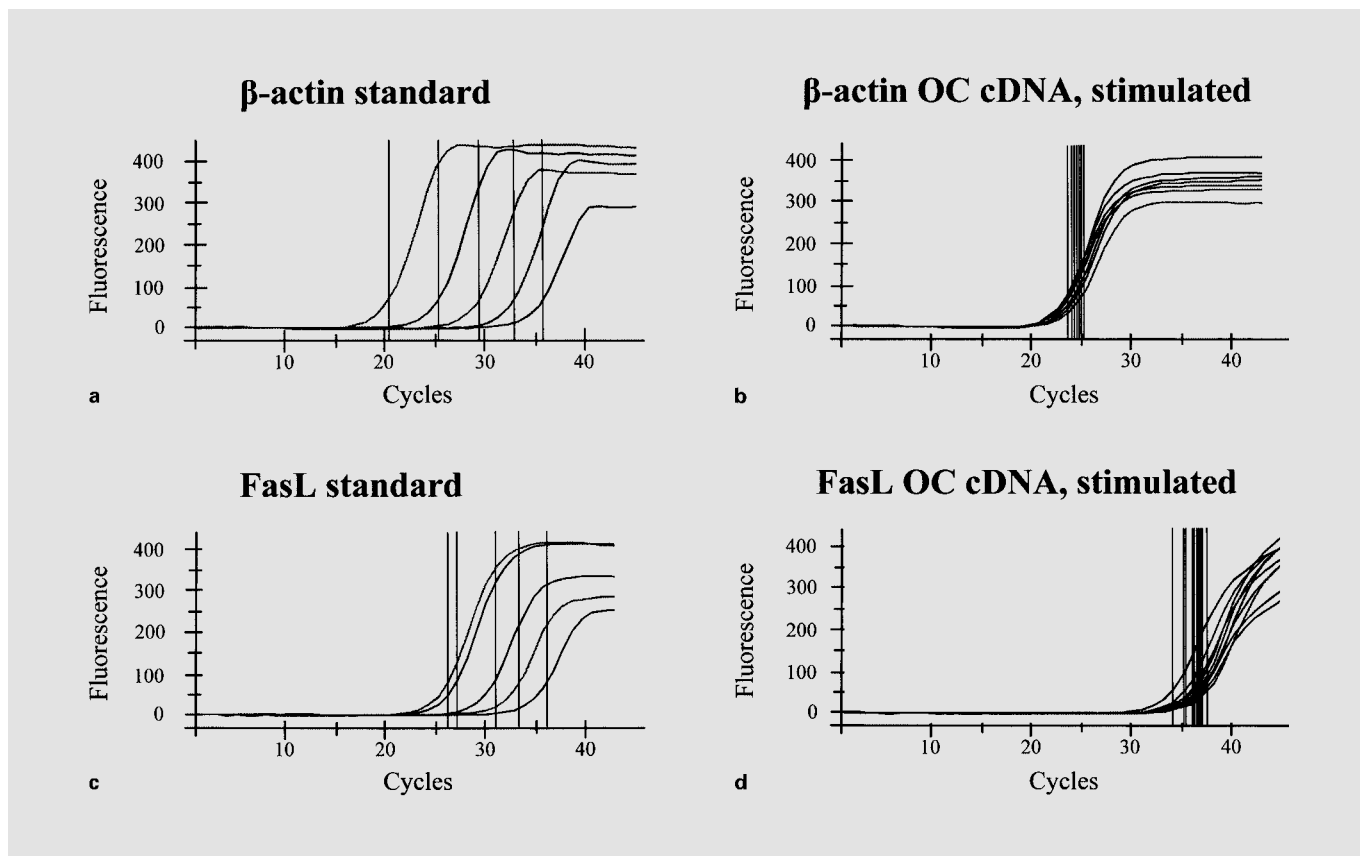 β-actin standard
400
300
200
100
0
Fluorescence
10
20
30
40
Cycles
a
β-actin OC cDNA, stimulated
400
300
200
100
0
Fluorescence
10
20
30
40
Cycles
b
FasL standard
400
300
200
100
0
Fluorescence
10
20
30
40
Cycles
c
FasL OC cDNA, stimulated
400
300
200
100
0
Fluorescence
10
20
30
40
Cycles
d